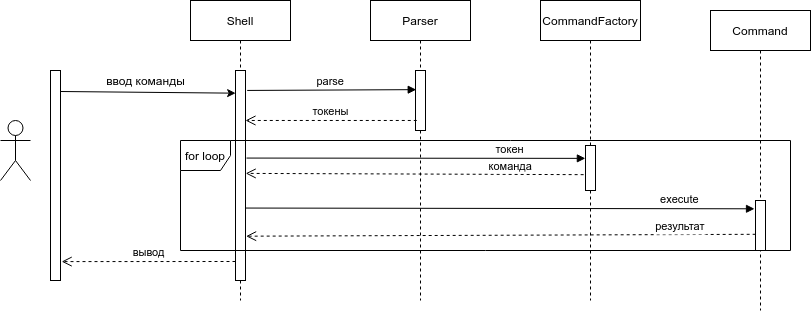 Shell
Parser
CommandFactory
Command
ввод команды
parse
токены
for loop
токен
команда
execute
результат
вывод